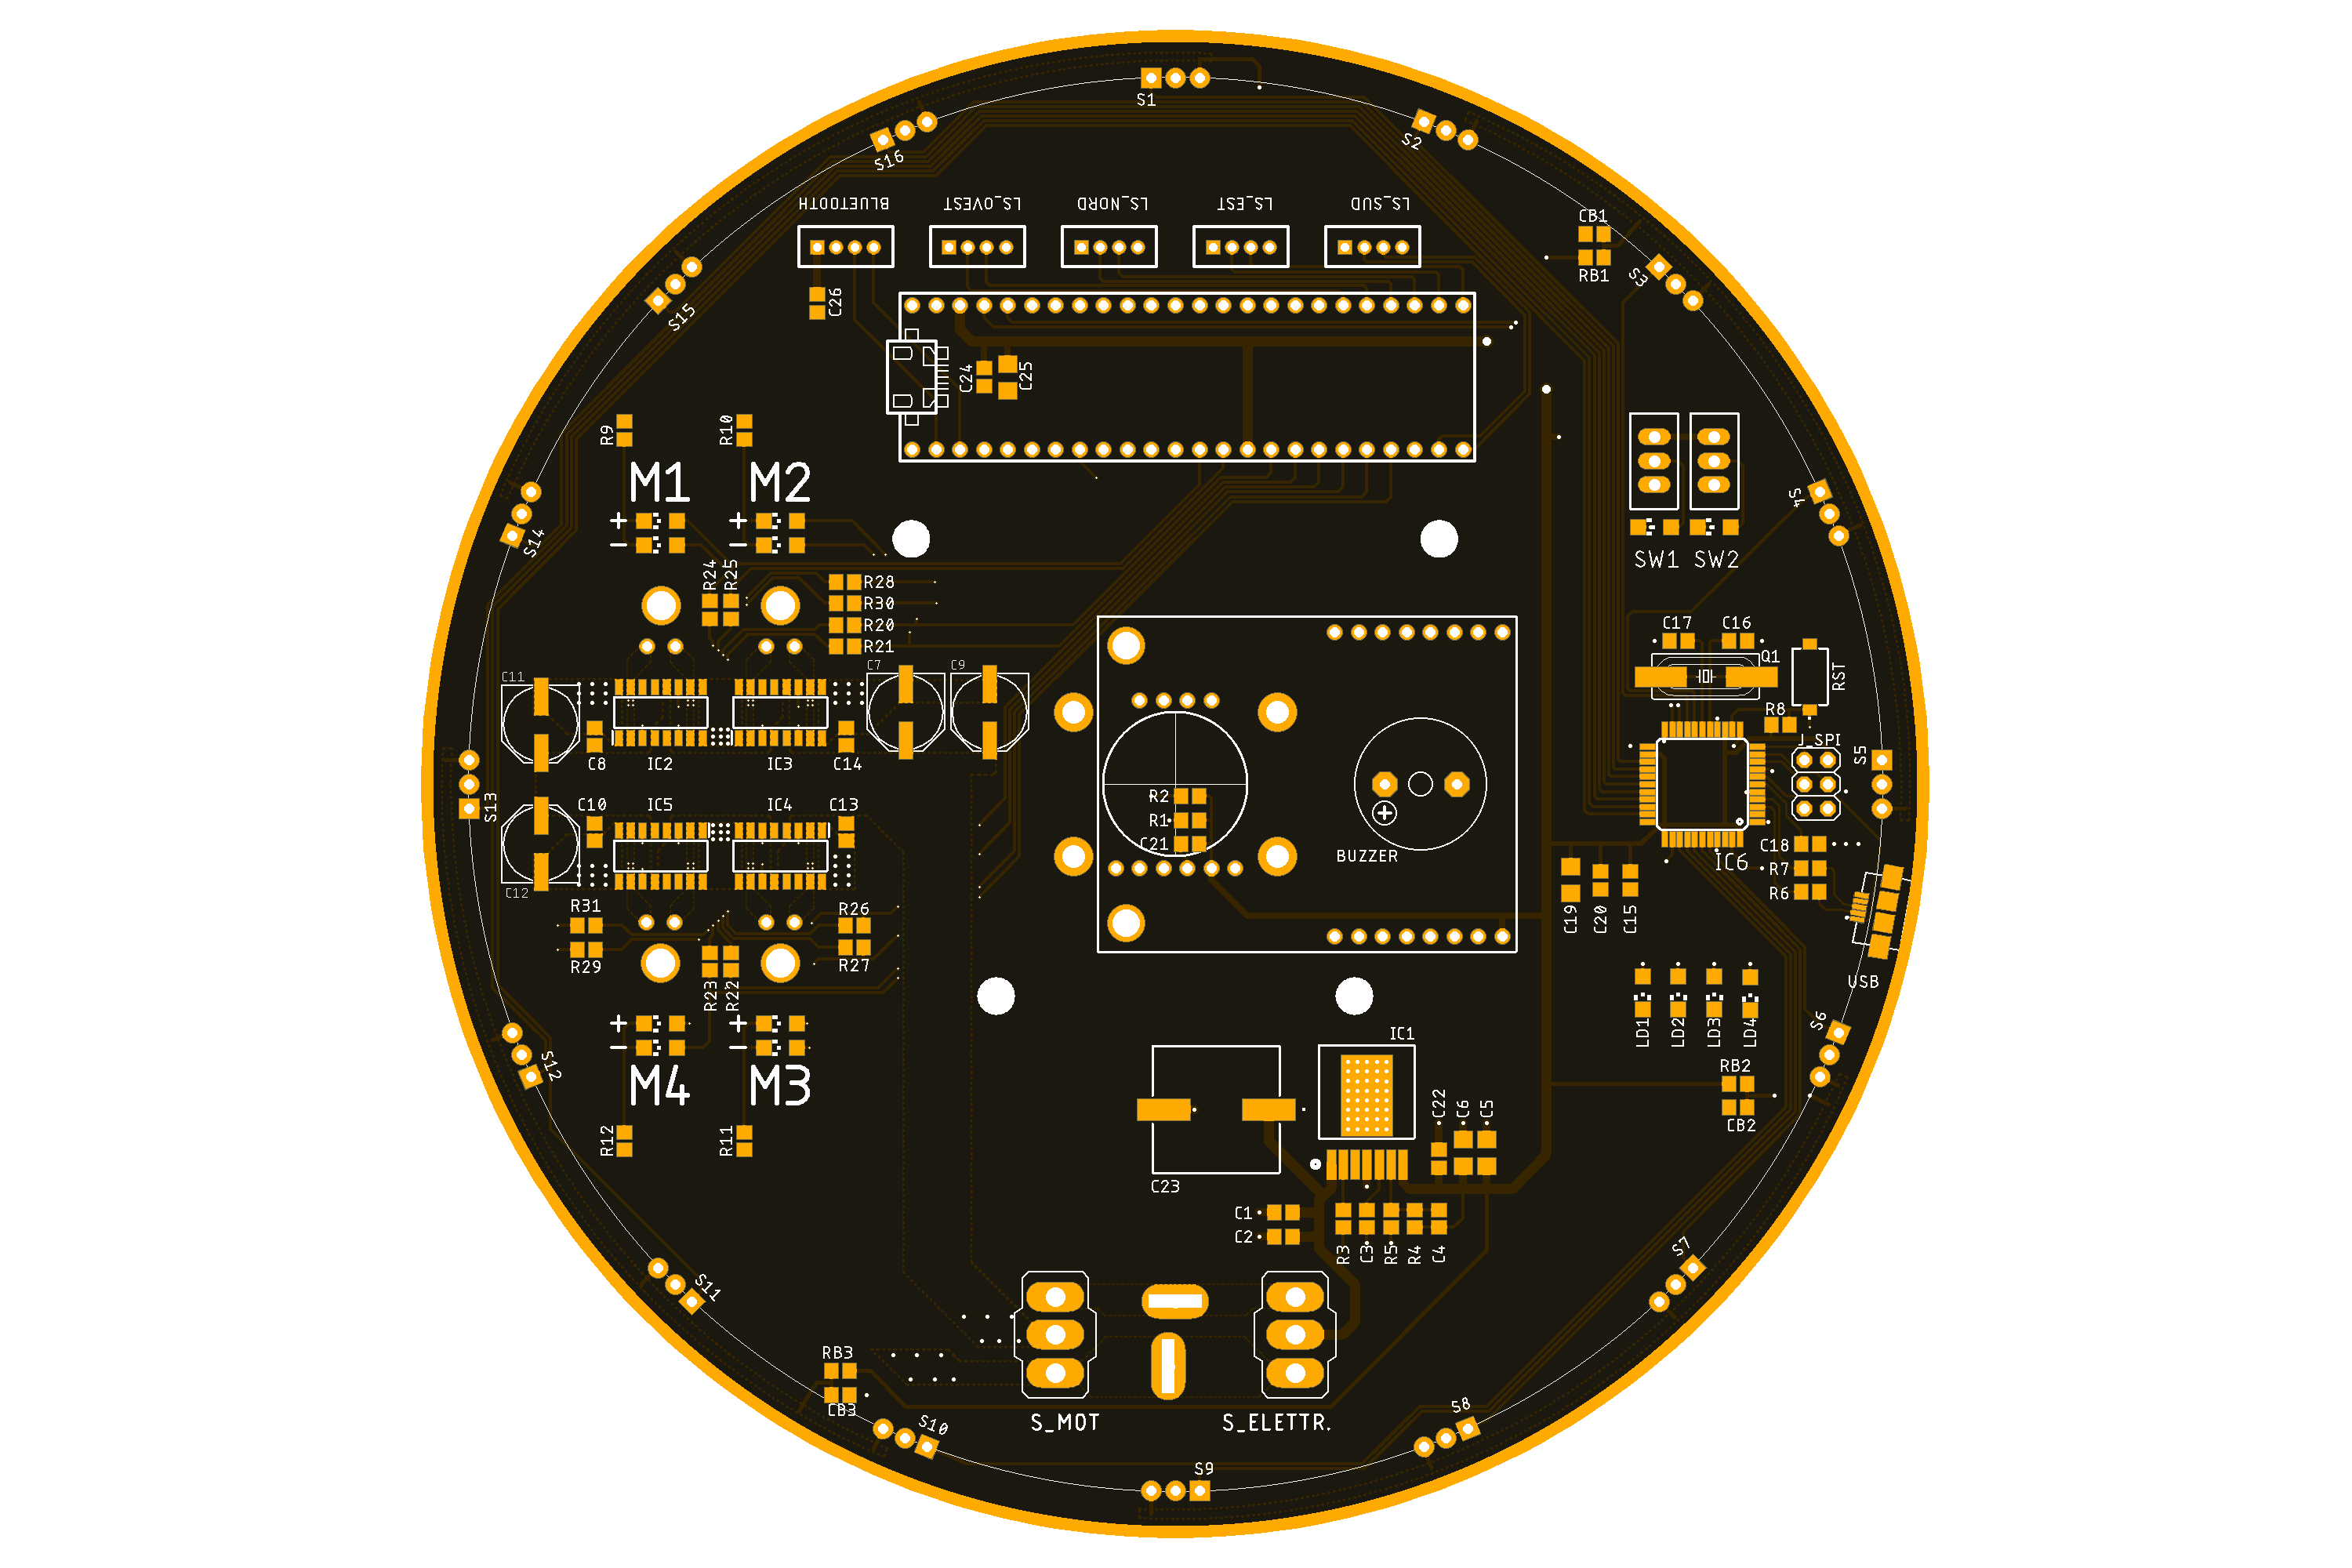 S1
S2
S16
BLUETOOTH
LS_OVEST
LS_NORD
LS_EST
LS_SUD
CB1
RB1
S3
S15
C26
C24
C25
R9
R10
M1
M2
+
-
+
-
S14
S4
SW1
SW2
R24
R25
R28
R30
R20
R21
C17
C16
Q1
RST
R8
J_SPI
S5
C11
C7
C9
C8
IC2
IC3
C14
S13
C10
IC5
IC4
C13
C12
R2
R1
C21
+
BUZZER
IC6
C18
R7
R6
C19
C20
C15
R31
R29
R26
R27
R23
R22
USB
LD1
LD2
LD3
LD4
S6
+
-
+
-
M4
M3
S12
R12
R11
IC1
C22
C6
C5
RB2
CB2
C23
C1
C2
R3
C3
R5
R4
C4
S7
S11
RB3
CB3
S10
S_MOT
S_ELETTR.
S8
S9